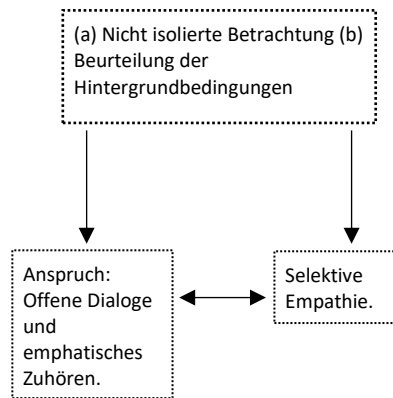 (a) Nicht isolierte Betrachtung (b)
Beurteilung der
Hintergrundbedingungen
Anspruch:
Offene Dialoge
und
emphatisches
Zuhören.
Selektive
Empathie.